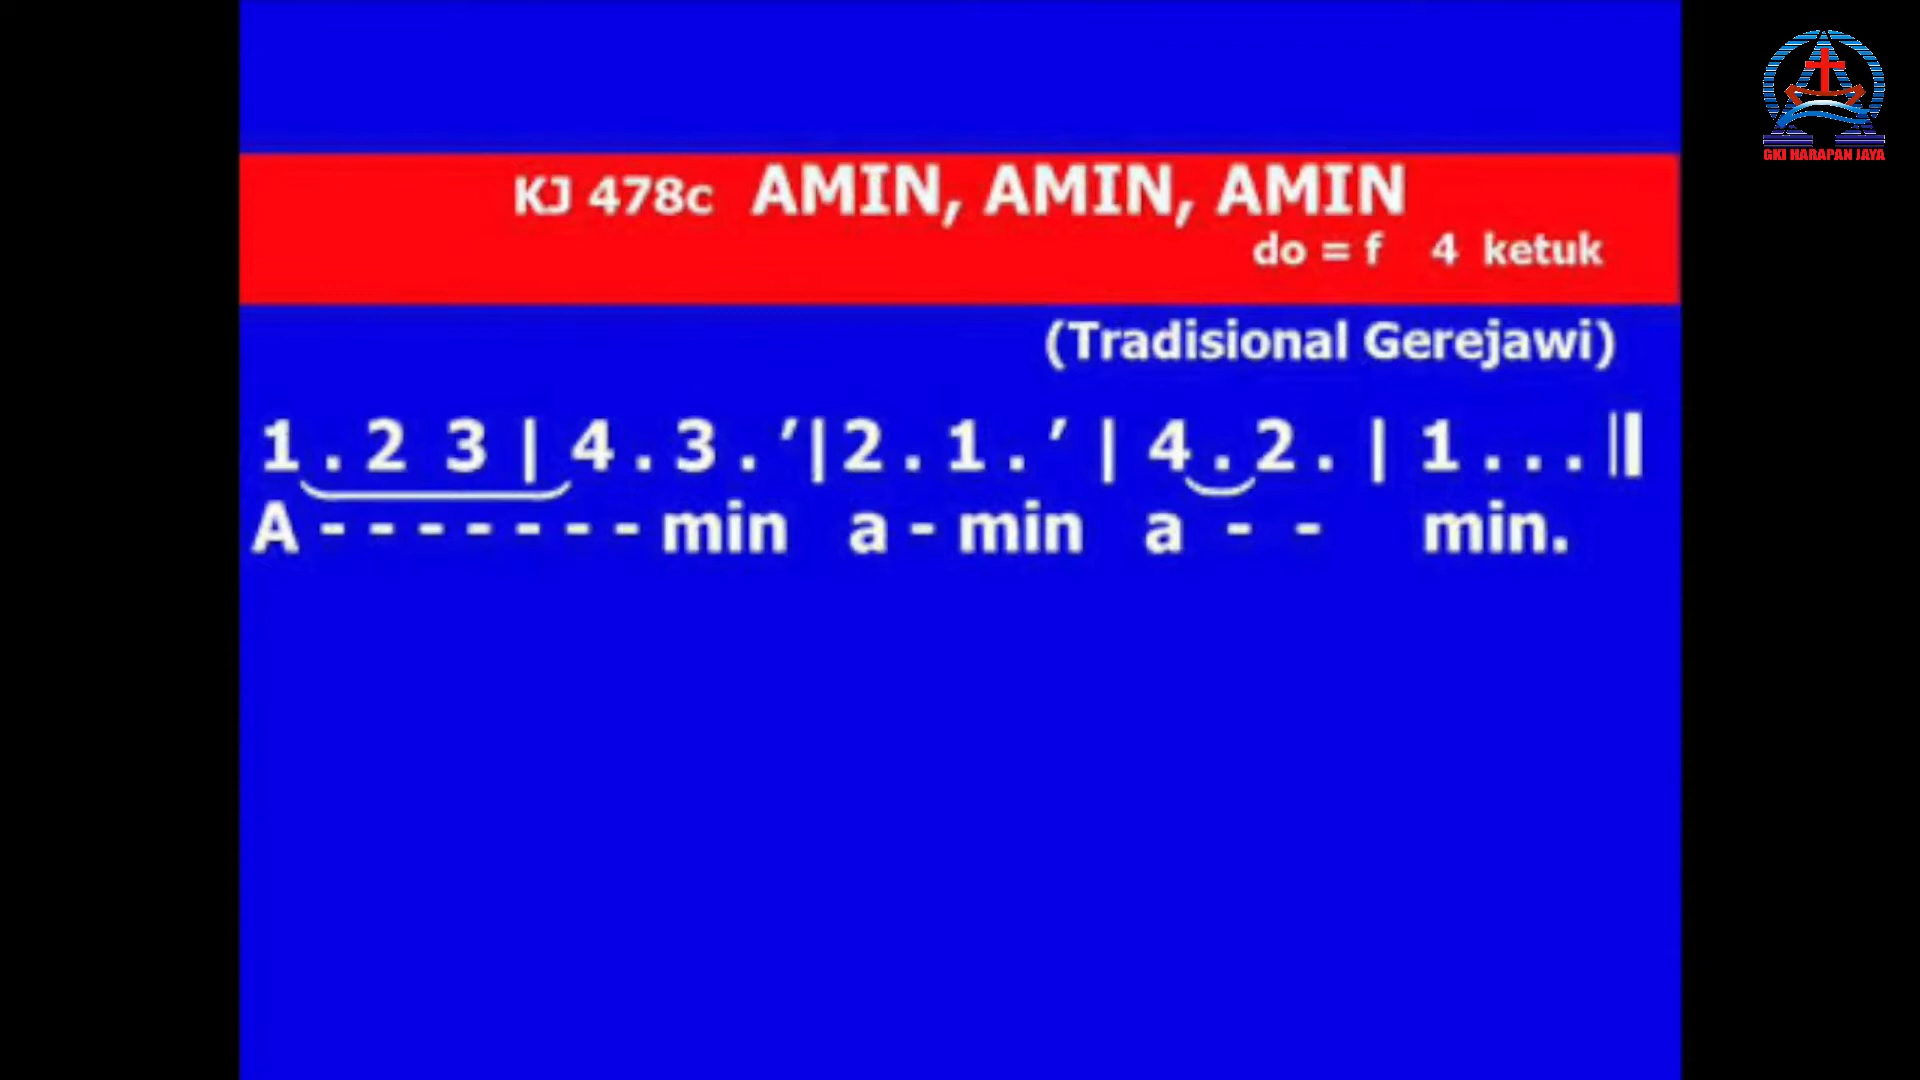 KJ 478c AMIN, AMIN, AMIN
do = f 4 ketuk
(Tradisional Gerejawi)
1 . 2 3 | 4 . 3 . ’ | 2 . 1 . ’ | 4 . 2 . | 1 . . . ||
A - - - - - - - min a - min a - - min.
GKI HARAPAN JAYA